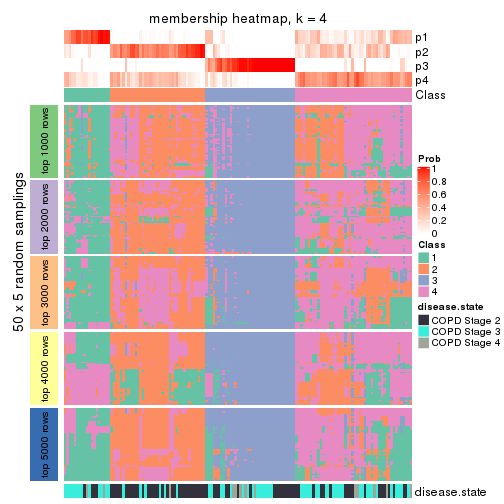 membership heatmap, k = 4
p1
p2
p3
p4
Class
50 x 5 random samplings
top 1000 rows
top 2000 rows
top 3000 rows
top 4000 rows
top 5000 rows
disease.state
Prob
1
0.8
0.6
0.4
0.2
0
Class
1
2
3
4
disease.state
COPD Stage 2
COPD Stage 3
COPD Stage 4